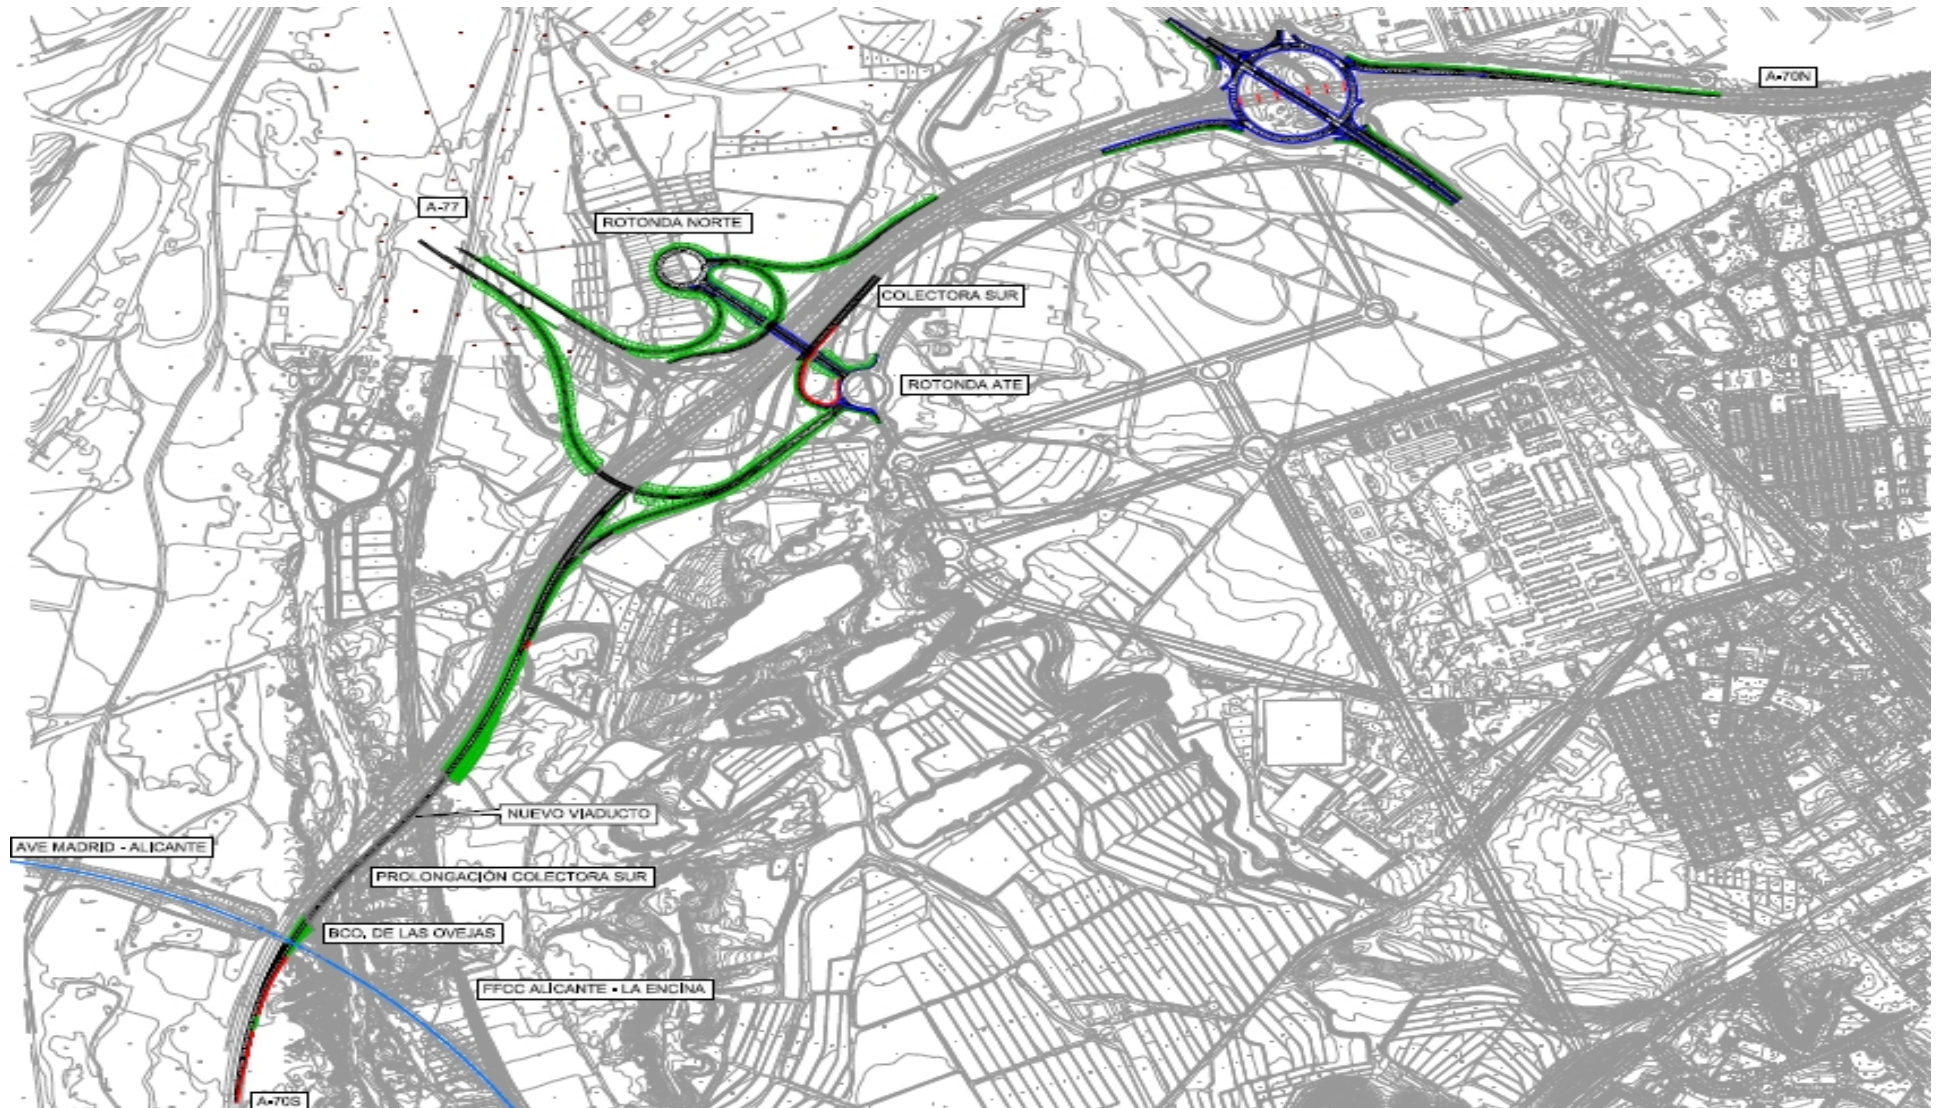 A-70N
A-77
ROTONDA NORTE
COLECTORA SUR
ROTONDA ATE
NUEVO VIADUCTO
AVE MADRID - ALICANTE
PROLONGACIÓN COLECTORA SUR
BCO. DE LAS OVEJAS
FFCC ALICANTE - LA ENCINA
A-70S